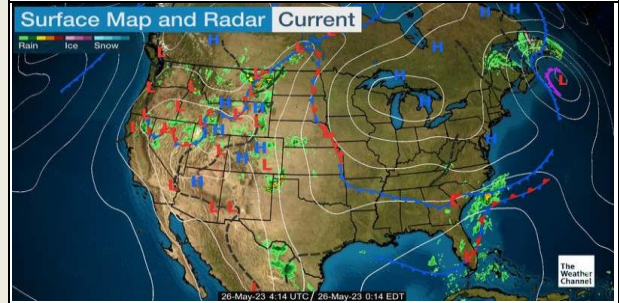 Surface Map and Radar Current
Rain Ice Snow
H H H
L L
H
H H
L
L L
L
H H
L
L L H
L H
L H
H
L
H
L
L L
L
L
The
Weather
Channel
26-May-23 4:14 UTC / 26-May-23 0:14 EDT